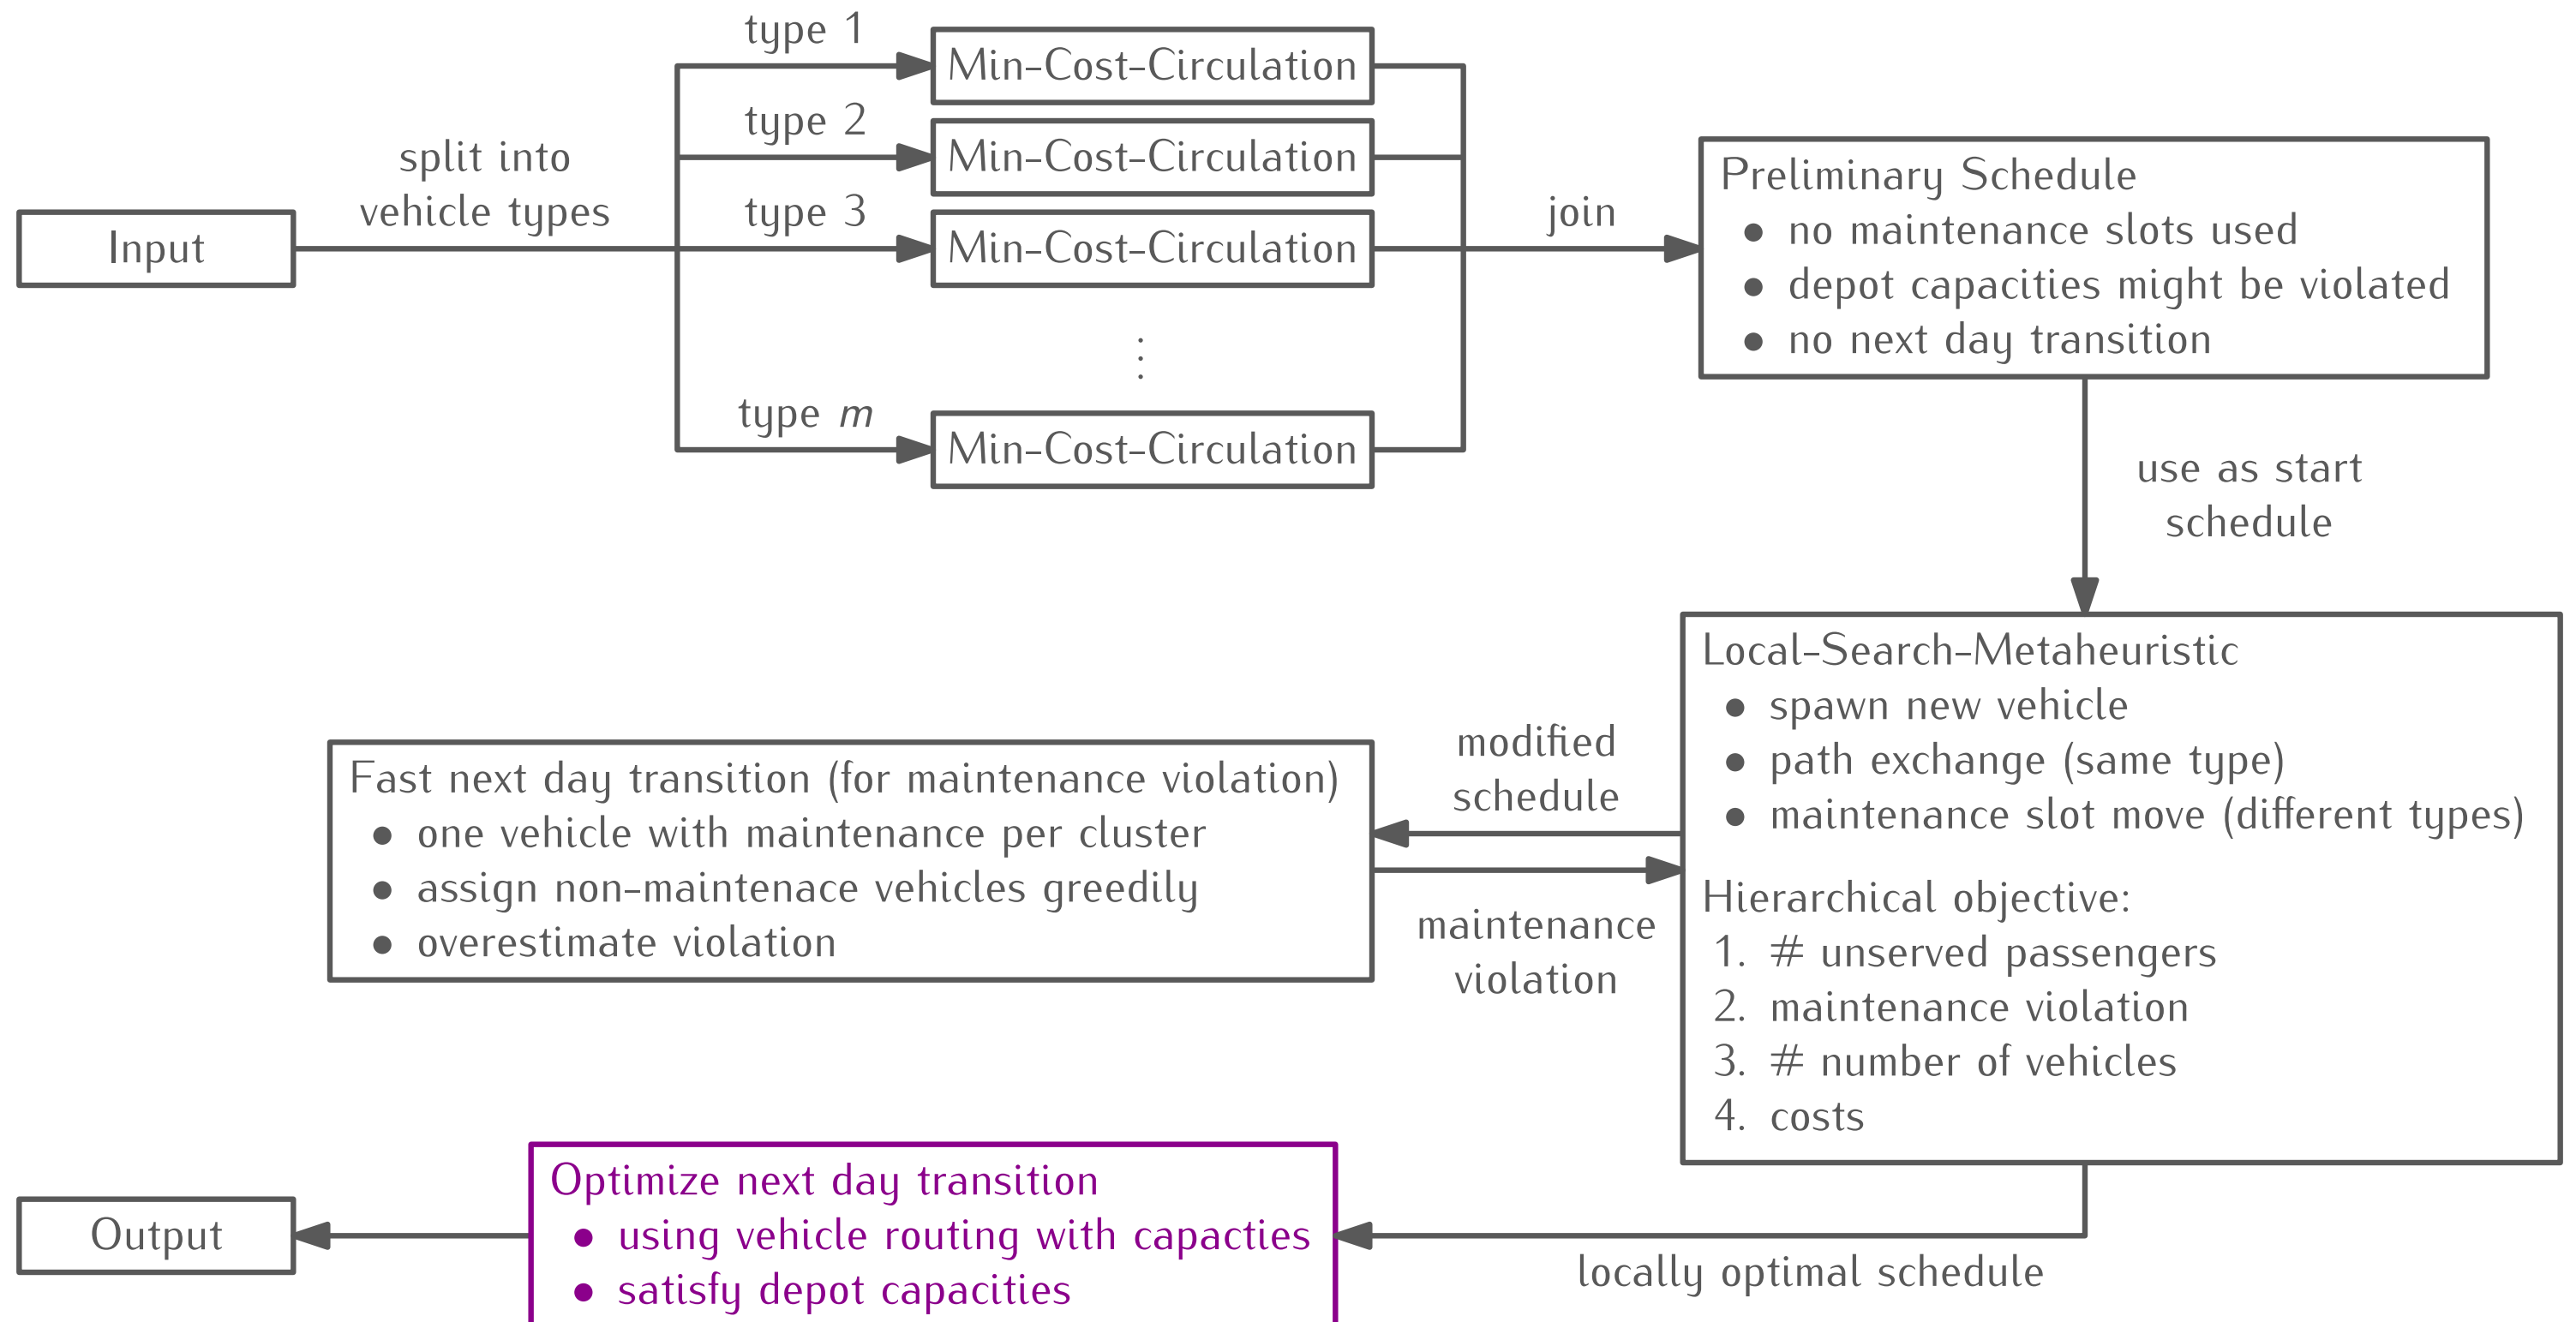 type 1
Min-Cost-Circulation
type 2
Min-Cost-Circulation
split into
vehicle types
type 3
Min-Cost-Circulation
Input
join
⋮
type m
Min-Cost-Circulation
Preliminary Schedule
• no maintenance slots used
• depot capacities might be violated
• no next day transition
use as start
schedule
Local-Search-Metaheuristic
• spawn new vehicle
• path exchange (same type)
• maintenance slot move (different types)
Hierarchical objective:
1. # unserved passengers
2. maintenance violation
3. # number of vehicles
4. costs
modified
schedule
maintenance
violation
Fast next day transition (for maintenance violation)
• one vehicle with maintenance per cluster
• assign non-maintenace vehicles greedily
• overestimate violation
locally optimal schedule
Optimize next day transition
• using vehicle routing with capacties
• satisfy depot capacities
Output